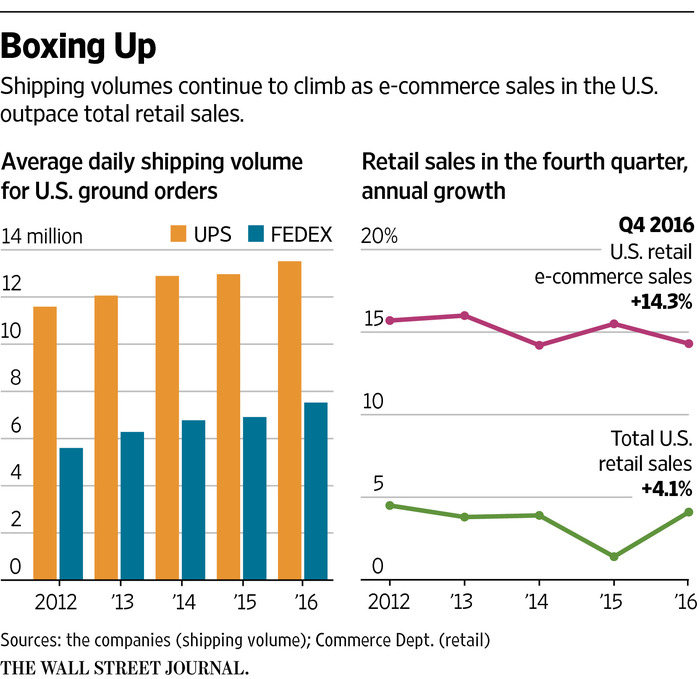 Boxing Up
Shipping volumes continue to climb as e-commerce sales in the U.S.
outpace total retail sales.
Average daily shipping volume
for U.S. ground orders
14 million
UPS
FEDEX
12
10
8
6
4
2
0
2012
’13
’14
’15
’16
Retail sales in the fourth quarter,
annual growth
20%
Q4 2016
U.S. retail
e-commerce sales
+14.3%
15
10
Total U.S.
retail sales
+4.1%
5
0
2012
’13
’14
’15
’16
Sources: the companies (shipping volume); Commerce Dept. (retail)
THE WALL STREET JOURNAL.